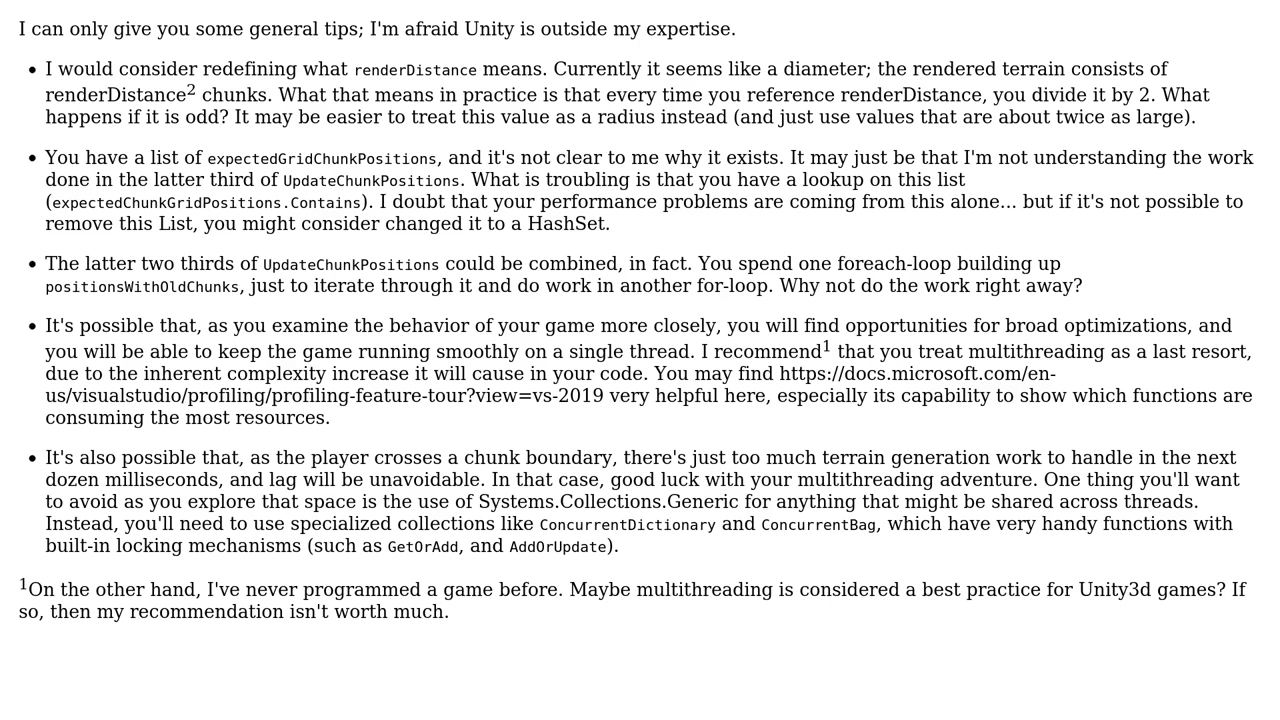 I can only give you some general tips; I'm afraid Unity is outside my expertise.
• I would consider redefining what renderDistance means. Currently it seems like a diameter; the rendered terrain consists of
renderDistance² chunks. What that means in practice is that every time you reference renderDistance, you divide it by 2. What
happens if it is odd? It may be easier to treat this value as a radius instead (and just use values that are about twice as large).
• You have a list of expectedGridChunkPositions, and it's not clear to me why it exists. It may just be that I'm not understanding the work
done in the latter third of UpdateChunkPositions. What is troubling is that you have a lookup on this list
(expectedChunkGridPositions.Contains). I doubt that your performance problems are coming from this alone... but if it's not possible to
remove this List, you might consider changed it to a HashSet.
• The latter two thirds of UpdateChunkPositions could be combined, in fact. You spend one foreach-loop building up
positionsWithOldChunks, just to iterate through it and do work in another for-loop. Why not do the work right away?
• It's possible that, as you examine the behavior of your game more closely, you will find opportunities for broad optimizations, and
you will be able to keep the game running smoothly on a single thread. I recommend¹ that you treat multithreading as a last resort,
due to the inherent complexity increase it will cause in your code. You may find https://docs.microsoft.com/en-
us/visualstudio/profiling/profiling-feature-tour?view=vs-2019 very helpful here, especially its capability to show which functions are
consuming the most resources.
• It's also possible that, as the player crosses a chunk boundary, there's just too much terrain generation work to handle in the next
dozen milliseconds, and lag will be unavoidable. In that case, good luck with your multithreading adventure. One thing you'll want
to avoid as you explore that space is the use of Systems.Collections.Generic for anything that might be shared across threads.
Instead, you'll need to use specialized collections like ConcurrentDictionary and ConcurrentBag, which have very handy functions with
built-in locking mechanisms (such as GetOrAdd, and AddOrUpdate).
¹On the other hand, I've never programmed a game before. Maybe multithreading is considered a best practice for Unity3d games? If
so, then my recommendation isn't worth much.